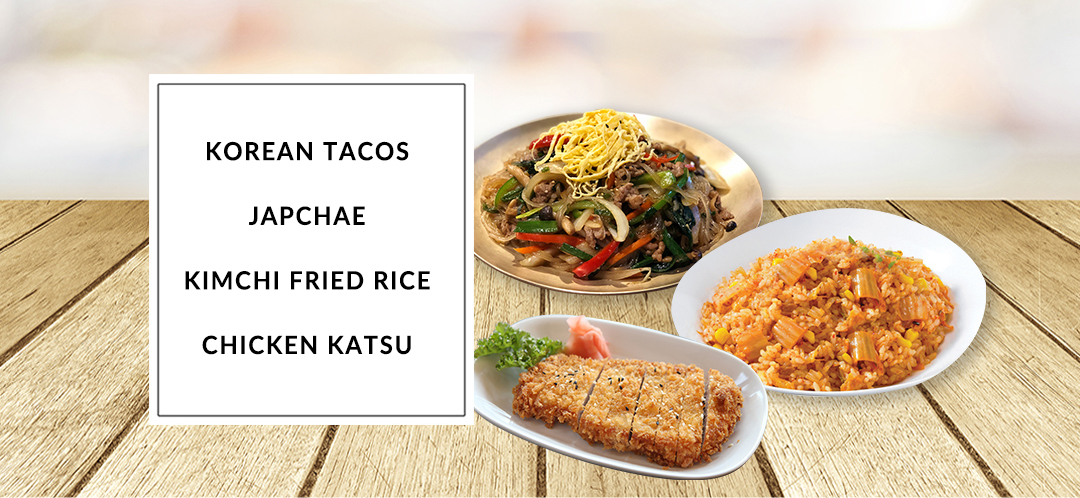 KOREAN TACOS
JAPCHAE
KIMCHI FRIED RICE
CHICKEN KATSU